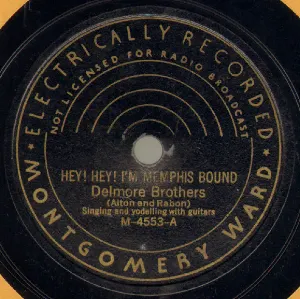 ELECTRICALLY RECORDED
NOT LICENSED FOR RADIO BROADCAST
HEY! HEY! I'M MEMPHIS BOUND
Delmore Brothers
(Alton and Rabon)
Singing and yodelling with guitars
M-4553-A
MONTGOMERY WARD